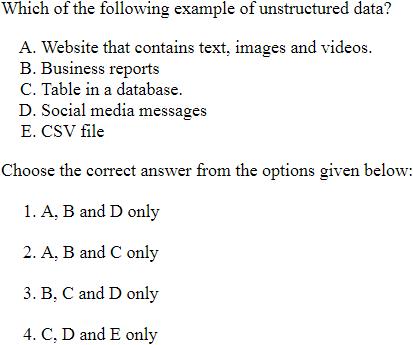 Which of the following example of unstructured data?
A. Website that contains text, images and videos.
B. Business reports
C. Table in a database.
D. Social media messages
E. CSV file
Choose the correct answer from the options given below:
1. A, B and D only
2. A, B and C only
3. B, C and D only
4. C, D and E only